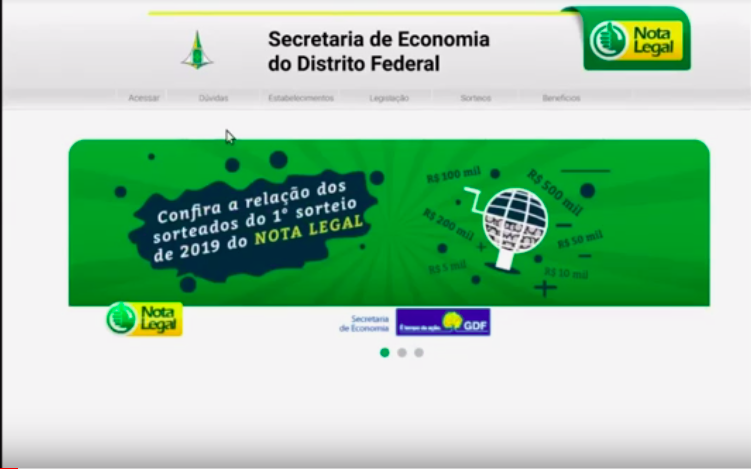 Secretaria de Economia
do Distrito Federal
Nota
Legal
Acessar Dúvidas Estabelecimentos Legislação Sorteios Benefícios
Confira a relação dos
sorteados do 1º sorteio
de 2019 do NOTA LEGAL
R$ 100 mil
R$ 500 mil
R$ 200 mil
R$ 50 mil
R$ 5 mil
R$ 10 mil
Nota
Legal
Secretaria
de Economia
É tempo de ação. GDF